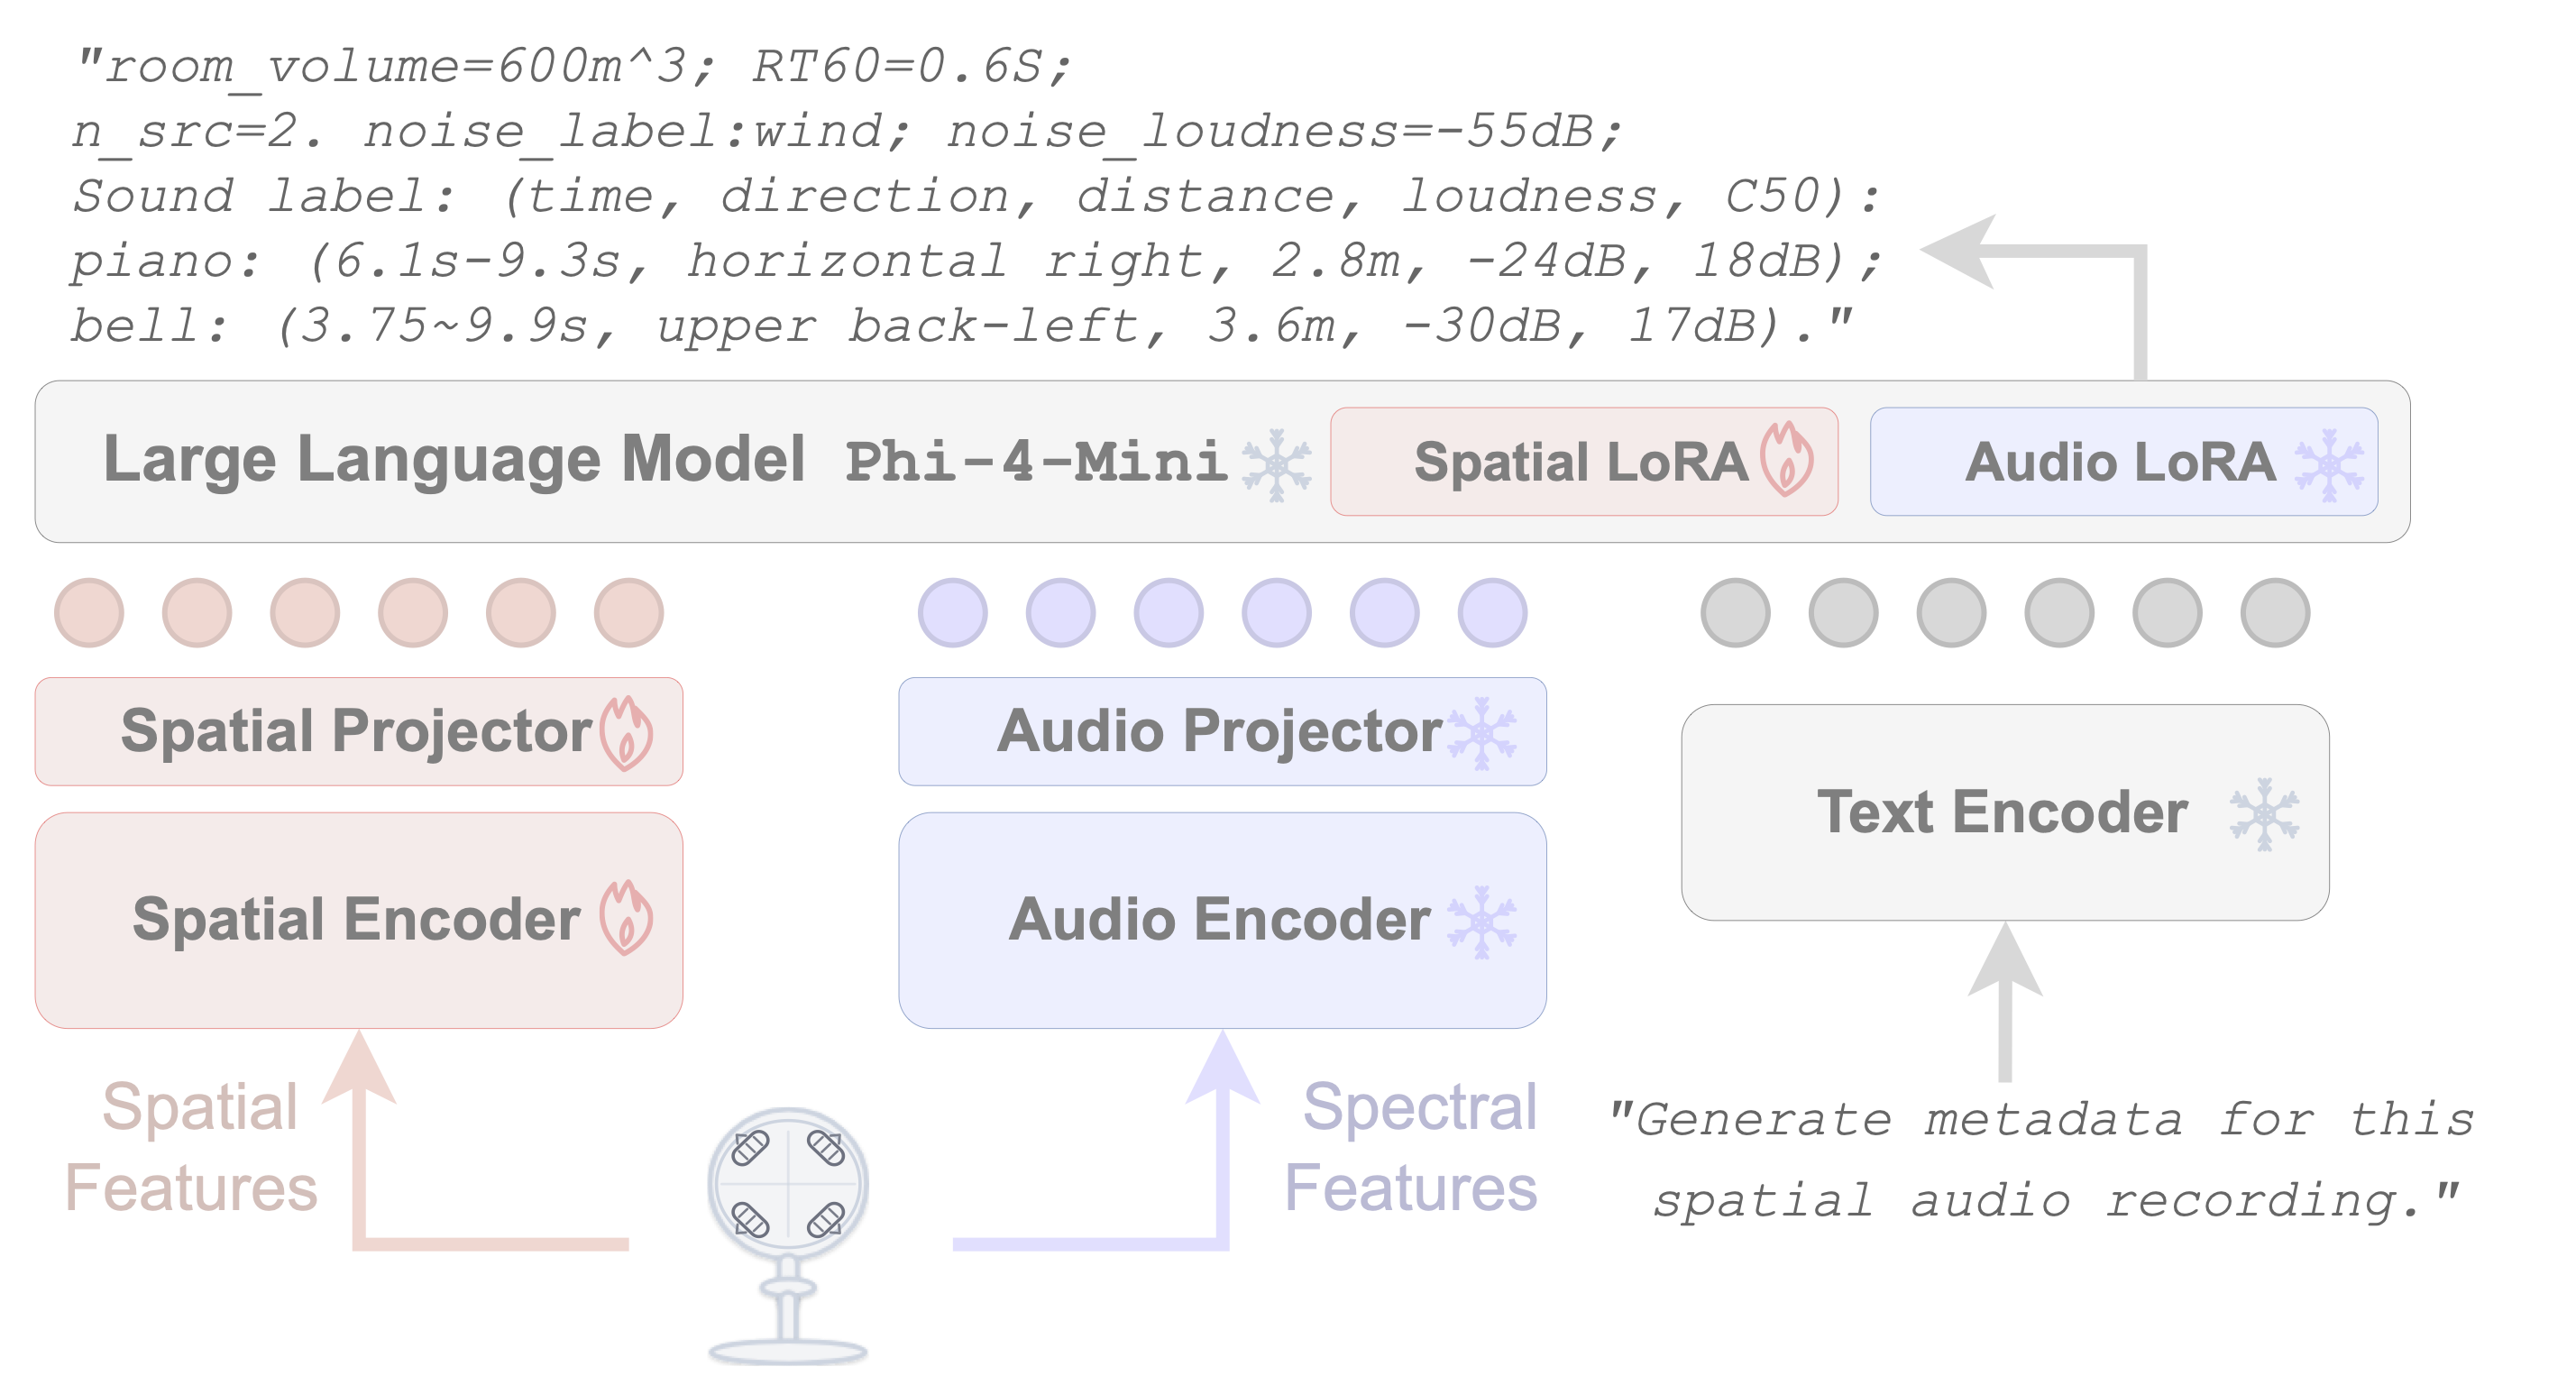 "room_volume=600m^3; RT60=0.6S;
n_src=2. noise_label:wind; noise_loudness=-55dB;
Sound label: (time, direction, distance, loudness, C50):
piano: (6.1s-9.3s, horizontal right, 2.8m, -24dB, 18dB);
bell: (3.75~9.9s, upper back-left, 3.6m, -30dB, 17dB)."
Large Language Model Phi-4-Mini
Spatial LoRA
Audio LoRA
Spatial Projector
Audio Projector
Text Encoder
Spatial Encoder
Audio Encoder
Spatial
Features
Spectral
Features
"Generate metadata for this
spatial audio recording."